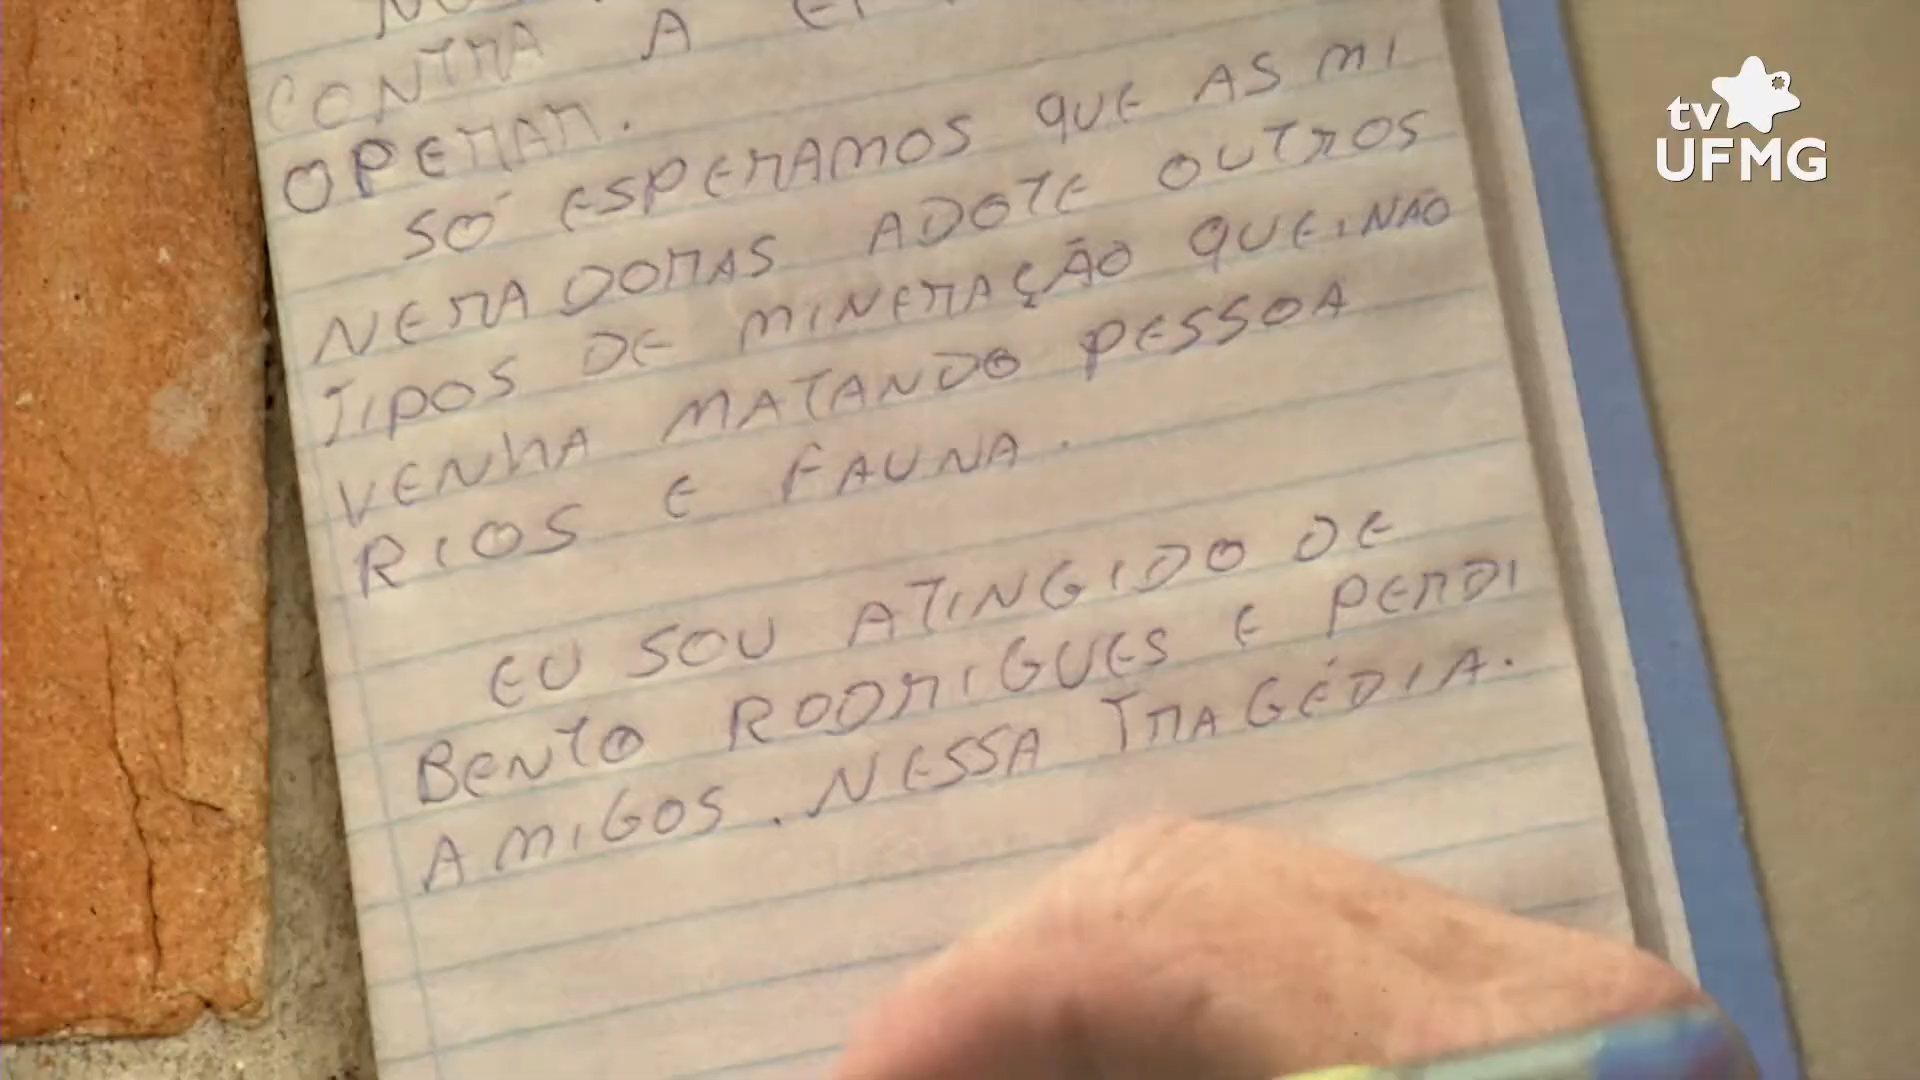 CONTRA A
OPERAR.
SÓ ESPERAMOS QUE AS MI
NERADORAS ADOTE OUTROS
TIPOS DE MINERAÇÃO QUE, NÃO
VENHA MATANDO PESSOA
RIOS E FAUNA.
EU SOU ATINGIDO DE
BENTO RODRIGUES E PERDI
AMIGOS. NESSA TRAGÉDIA.
tv
UFMG